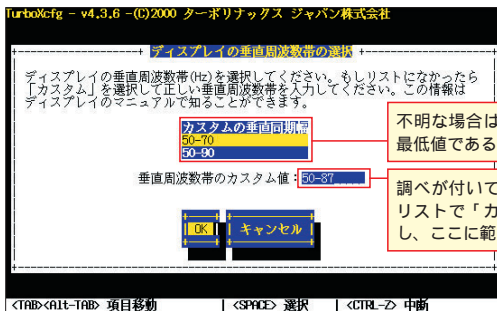 TurboXcfg - v4.3.6 -(C)2000 ターボリナックス ジャパン株式会社
ディスプレイの垂直周波数帯の選択
ディスプレイの垂直周波数帯(Hz)を選択してください。もしリストになかったら
「カスタム」を選択して正しい垂直周波数帯を入力してください。この情報は
ディスプレイのマニュアルで知ることができます。
カスタムの垂直同期幅
50-70
50-90
不明な場合は
最低値である
垂直周波数帯のカスタム値：50-87
調べが付いて
リストで「カ
し、ここに範
OK キャンセル
<TAB><Alt-TAB> 項目移動 | <SPACE> 選択 | <CTRL-Z> 中断